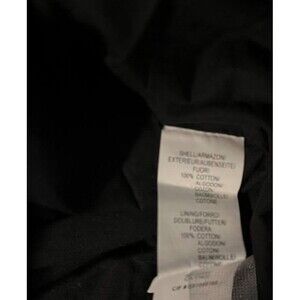 SHELL/ARMAZON/
EXTERIEUR/AUßENSEITE/
FUORI
100% COTTON/
ALGODON/
COTON/
BAUMWOLLE/
COTONE
LINING/FORRO/
DOUBLURE/FUTTER/
FODERA
100% COTTON/
ALGODON/
COTON/
BAUMWOLLE/
COTONE